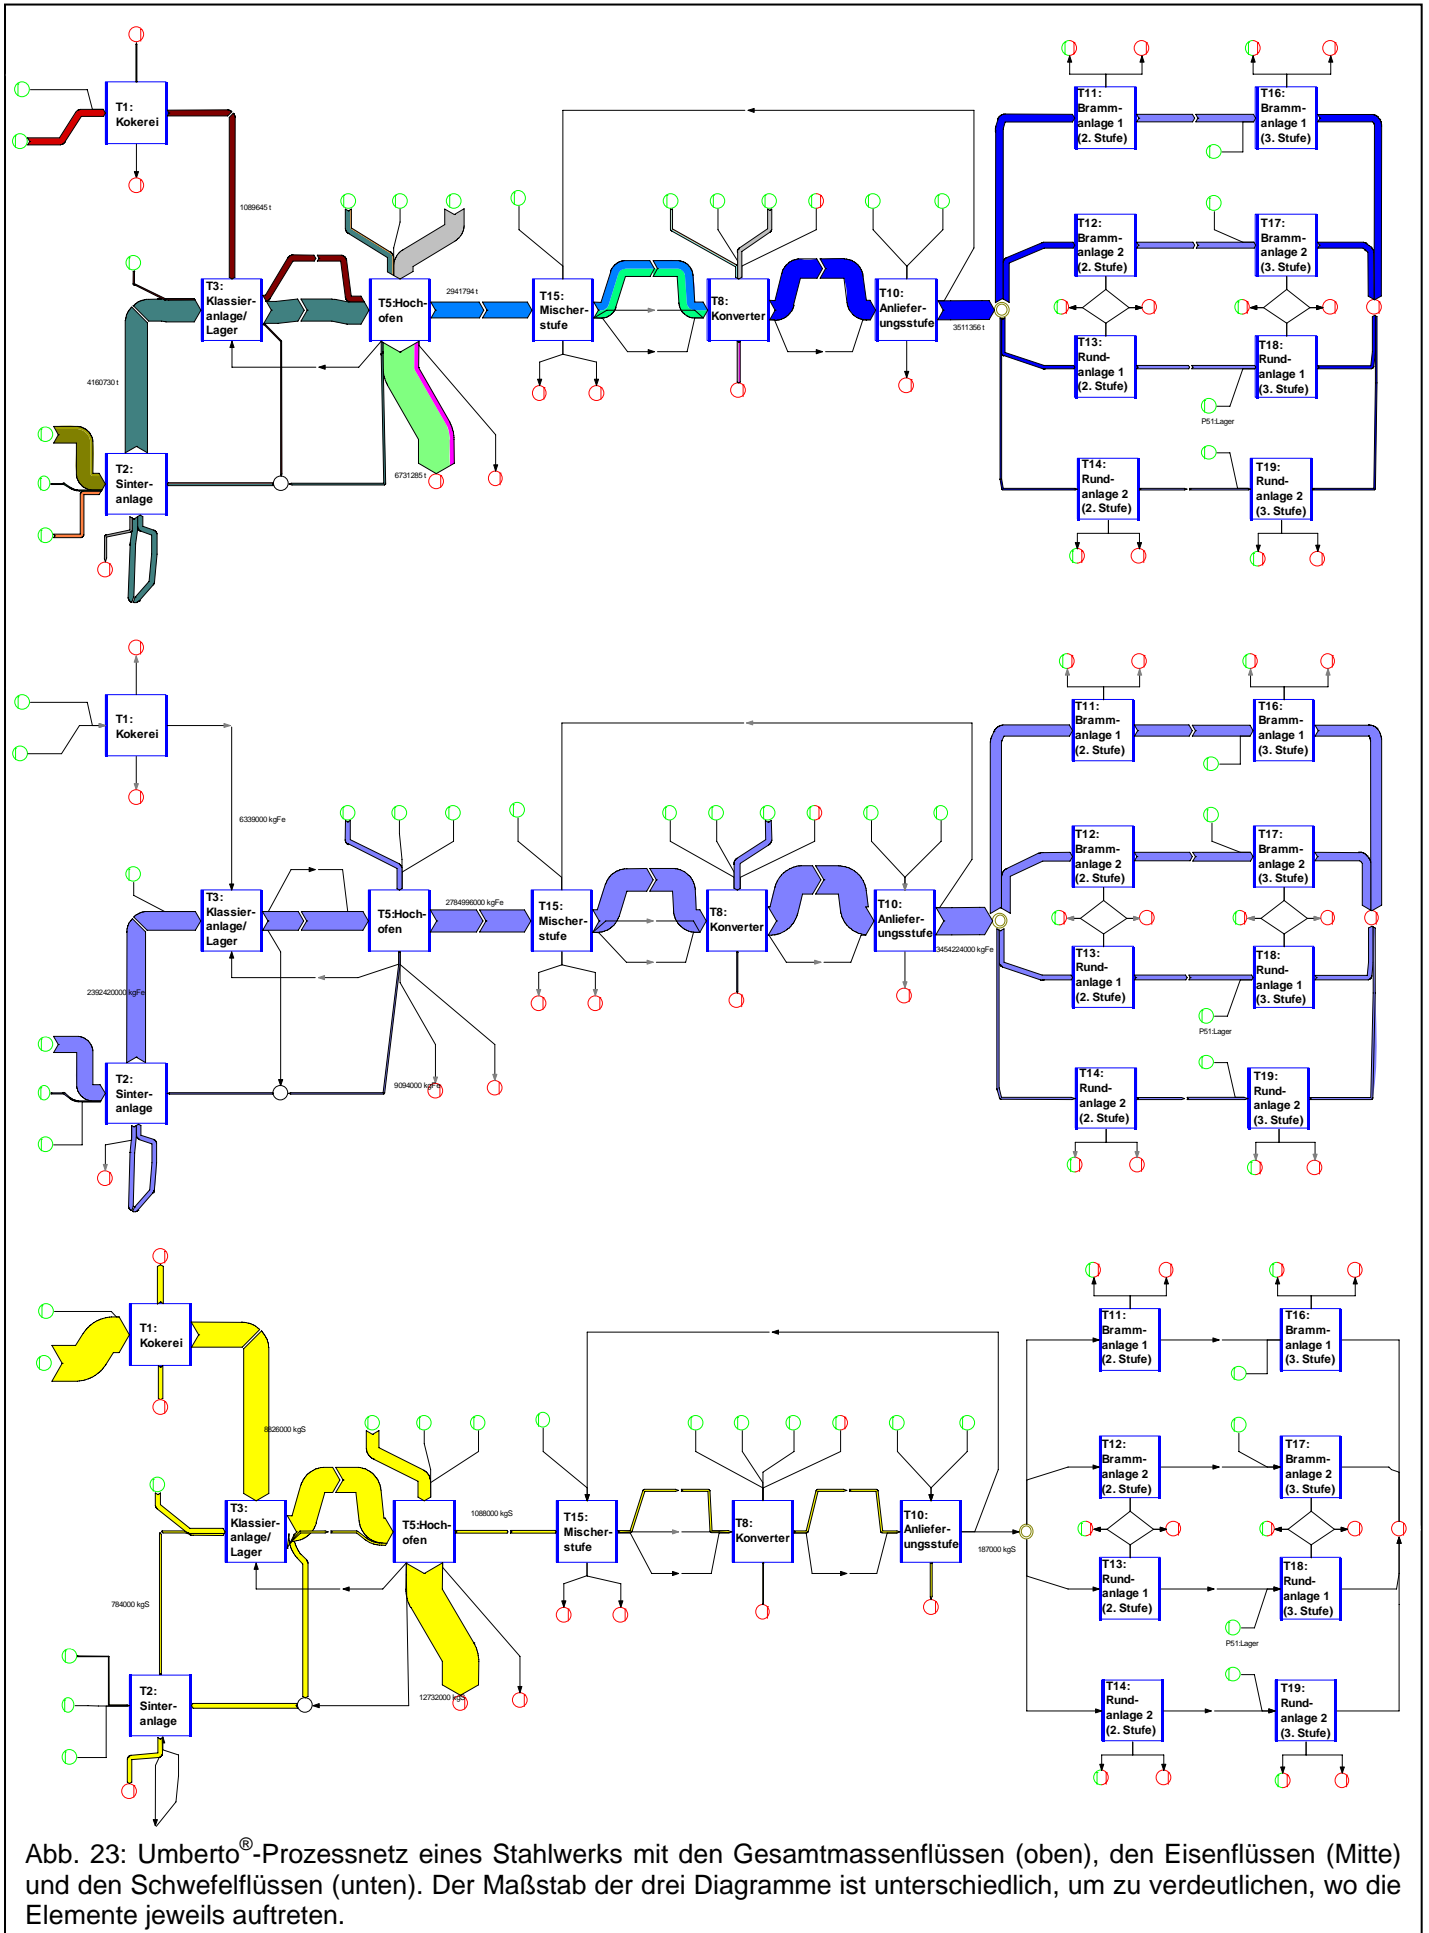 T1:
Kokerei
1089645 t
T3:
Klassier-
anlage/
Lager
T5:Hoch-
ofen
2941794 t
T15:
Mischer-
stufe
T8:
Konverter
T10:
Anliefer-
ungsstufe
3511356 t
4160730 t
T2:
Sinter-
anlage
6731285 t
T11:
Bramm-
anlage 1
(2. Stufe)
T16:
Bramm-
anlage 1
(3. Stufe)
T12:
Bramm-
anlage 2
(2. Stufe)
T17:
Bramm-
anlage 2
(3. Stufe)
T13:
Rund-
anlage 1
(2. Stufe)
T18:
Rund-
anlage 1
(3. Stufe)
P51:Lager
T14:
Rund-
anlage 2
(2. Stufe)
T19:
Rund-
anlage 2
(3. Stufe)
T1:
Kokerei
6339000 kgFe
T3:
Klassier-
anlage/
Lager
T5:Hoch-
ofen
2784996000 kgFe
T15:
Mischer-
stufe
T8:
Konverter
T10:
Anliefer-
ungsstufe
3454224000 kgFe
2392420000 kgFe
T2:
Sinter-
anlage
9094000 kgFe
T11:
Bramm-
anlage 1
(2. Stufe)
T16:
Bramm-
anlage 1
(3. Stufe)
T12:
Bramm-
anlage 2
(2. Stufe)
T17:
Bramm-
anlage 2
(3. Stufe)
T13:
Rund-
anlage 1
(2. Stufe)
T18:
Rund-
anlage 1
(3. Stufe)
P51:Lager
T14:
Rund-
anlage 2
(2. Stufe)
T19:
Rund-
anlage 2
(3. Stufe)
T1:
Kokerei
8826000 kgS
T3:
Klassier-
anlage/
Lager
T5:Hoch-
ofen
1088000 kgS
T15:
Mischer-
stufe
T8:
Konverter
T10:
Anliefer-
ungsstufe
187000 kgS
784000 kgS
T2:
Sinter-
anlage
12732000 kgS
T11:
Bramm-
anlage 1
(2. Stufe)
T16:
Bramm-
anlage 1
(3. Stufe)
T12:
Bramm-
anlage 2
(2. Stufe)
T17:
Bramm-
anlage 2
(3. Stufe)
T13:
Rund-
anlage 1
(2. Stufe)
T18:
Rund-
anlage 1
(3. Stufe)
P51:Lager
T14:
Rund-
anlage 2
(2. Stufe)
T19:
Rund-
anlage 2
(3. Stufe)
Abb. 23: Umberto®-Prozessnetz eines Stahlwerks mit den Gesamtmassenflüssen (oben), den Eisenflüssen (Mitte)
und den Schwefelflüssen (unten). Der Maßstab der drei Diagramme ist unterschiedlich, um zu verdeutlichen, wo die
Elemente jeweils auftreten.